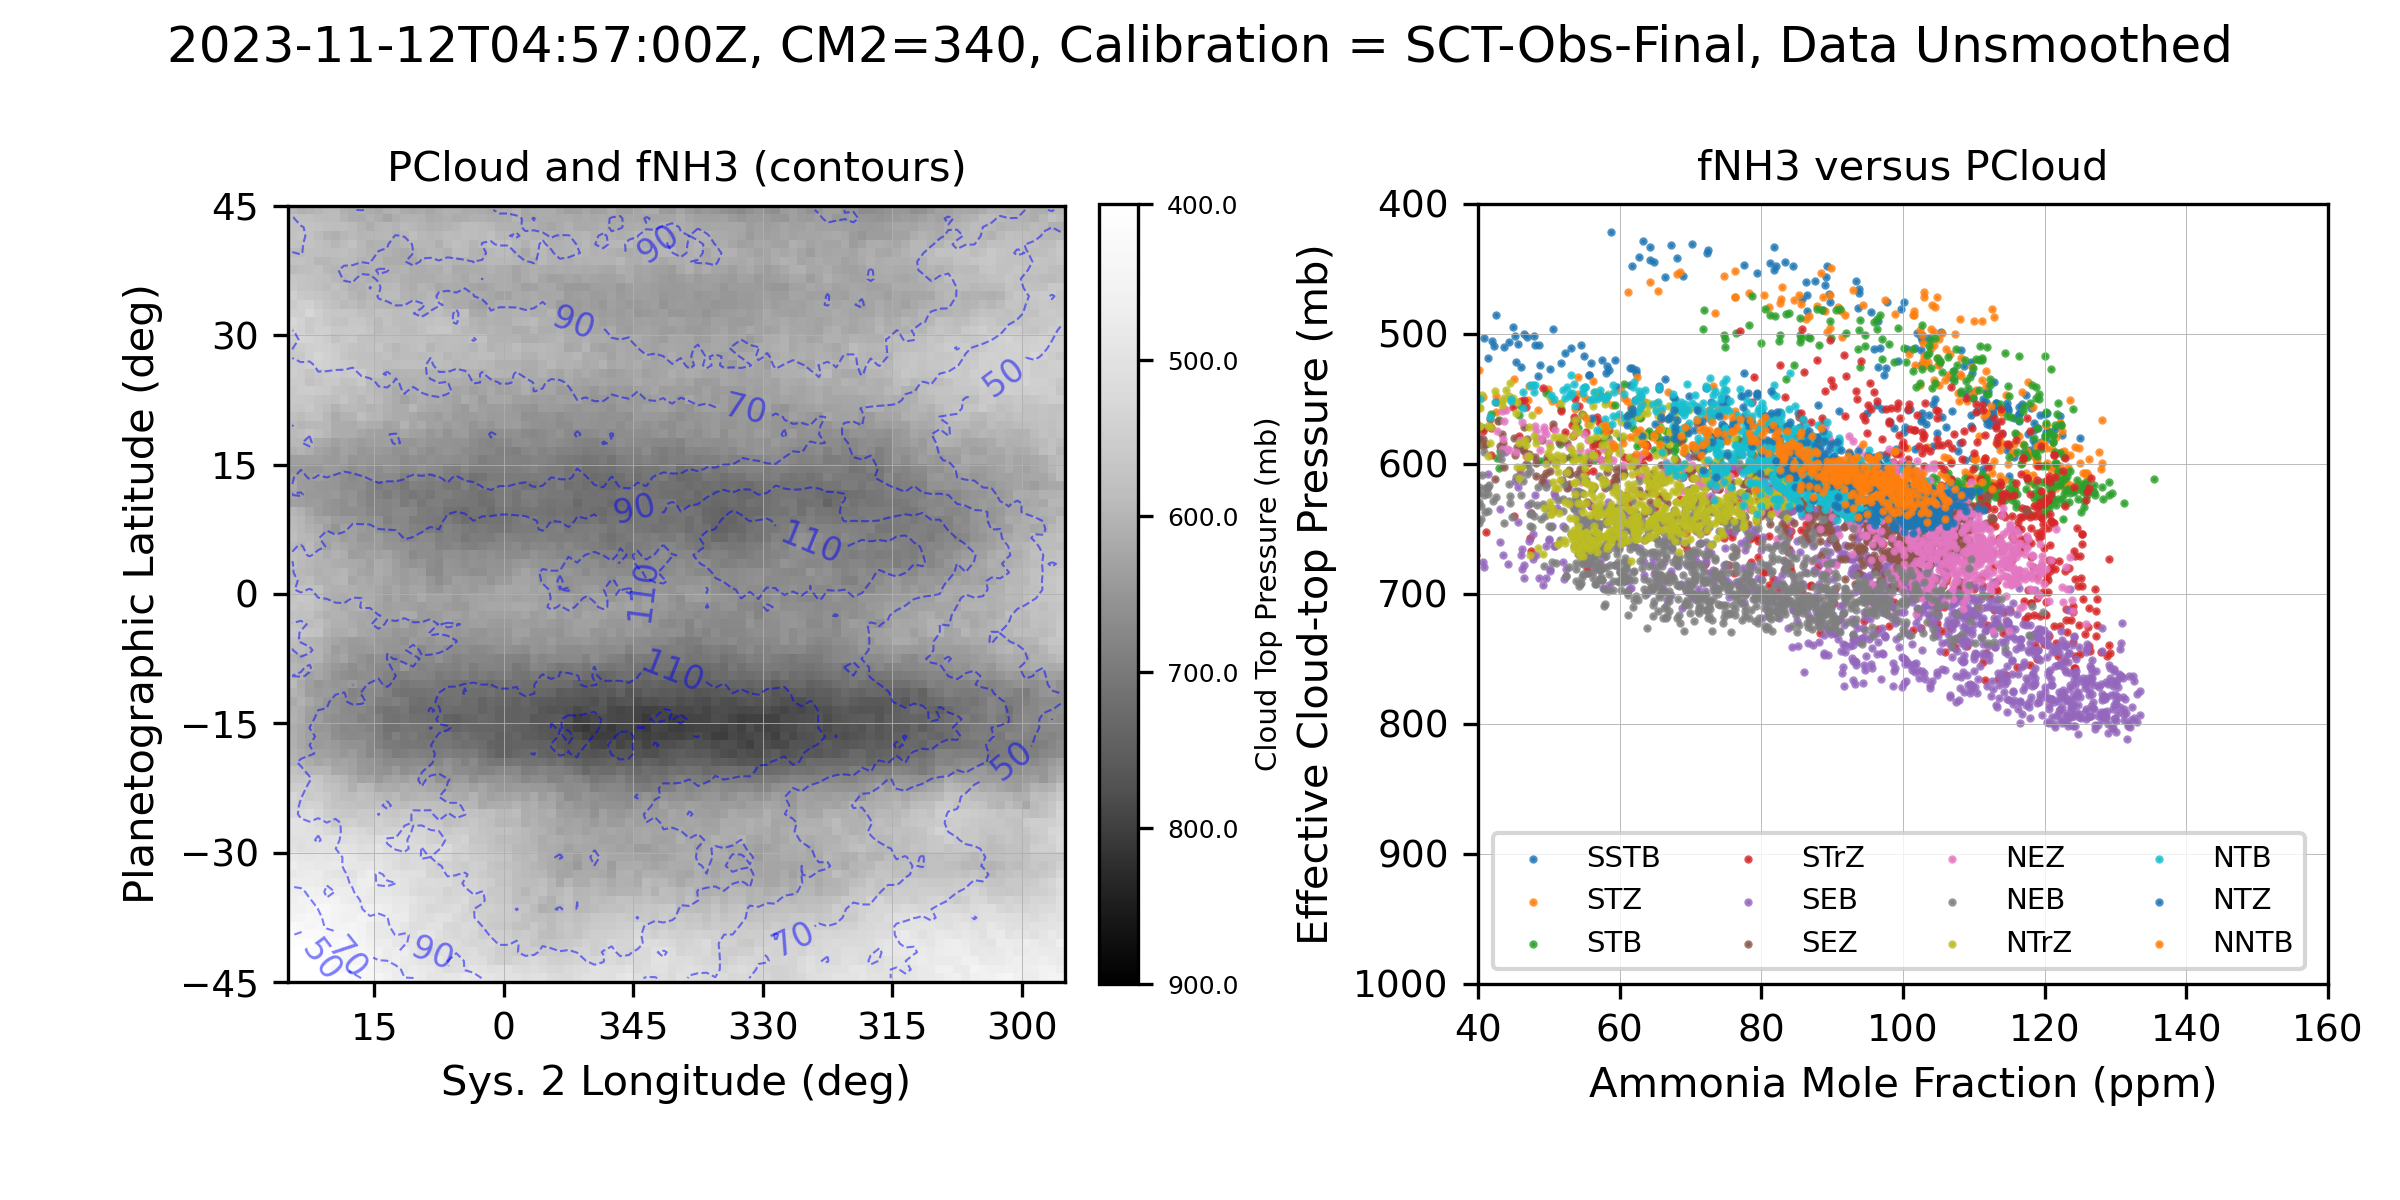 2023-11-12T04:57:00Z, CM2=340, Calibration = SCT-Obs-Final, Data Unsmoothed
PCloud and fNH3 (contours)
45
30
15
0
−15
−30
−45
Planetographic Latitude (deg)
15
0
345
330
315
300
Sys. 2 Longitude (deg)
90
90
50
70
90
110
110
110
50
70
90
70
50
400.0
500.0
600.0
700.0
800.0
900.0
Cloud Top Pressure (mb)
fNH3 versus PCloud
400
500
600
700
800
900
1000
Effective Cloud-top Pressure (mb)
40
60
80
100
120
140
160
Ammonia Mole Fraction (ppm)
SSTB
STZ
STB
STrZ
SEB
SEZ
NEZ
NEB
NTrZ
NTB
NTZ
NNTB